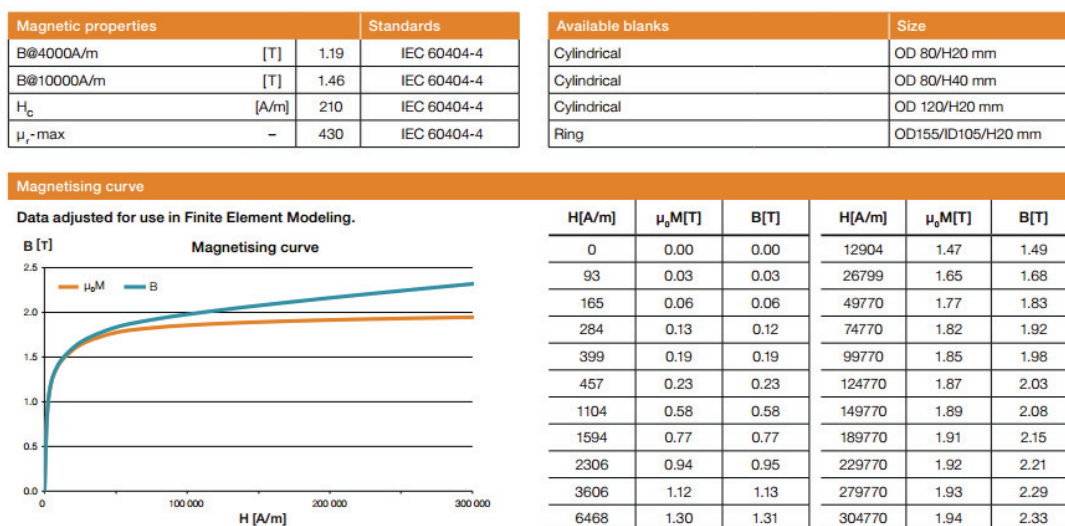 Magnetic properties Standards
B@4000A/m [T] 1.19 IEC 60404-4
B@10000A/m [T] 1.46 IEC 60404-4
Hc [A/m] 210 IEC 60404-4
μr-max – 430 IEC 60404-4
Available blanks Size
Cylindrical OD 80/H20 mm
Cylindrical OD 80/H40 mm
Cylindrical OD 120/H20 mm
Ring OD155/ID105/H20 mm
Magnetising curve
Data adjusted for use in Finite Element Modeling.
B [T] Magnetising curve
2.5
μ₀M B
2.0
1.5
1.0
0.5
0.0
0 100 000 200 000 300 000
H [A/m]
H[A/m] μ₀M[T] B[T] H[A/m] μ₀M[T] B[T]
0 0.00 0.00 12904 1.47 1.49
93 0.03 0.03 26799 1.65 1.68
165 0.06 0.06 49770 1.77 1.83
284 0.13 0.12 74770 1.82 1.92
399 0.19 0.19 99770 1.85 1.98
457 0.23 0.23 124770 1.87 2.03
1104 0.58 0.58 149770 1.89 2.08
1594 0.77 0.77 189770 1.91 2.15
2306 0.94 0.95 229770 1.92 2.21
3606 1.12 1.13 279770 1.93 2.29
6468 1.30 1.31 304770 1.94 2.33